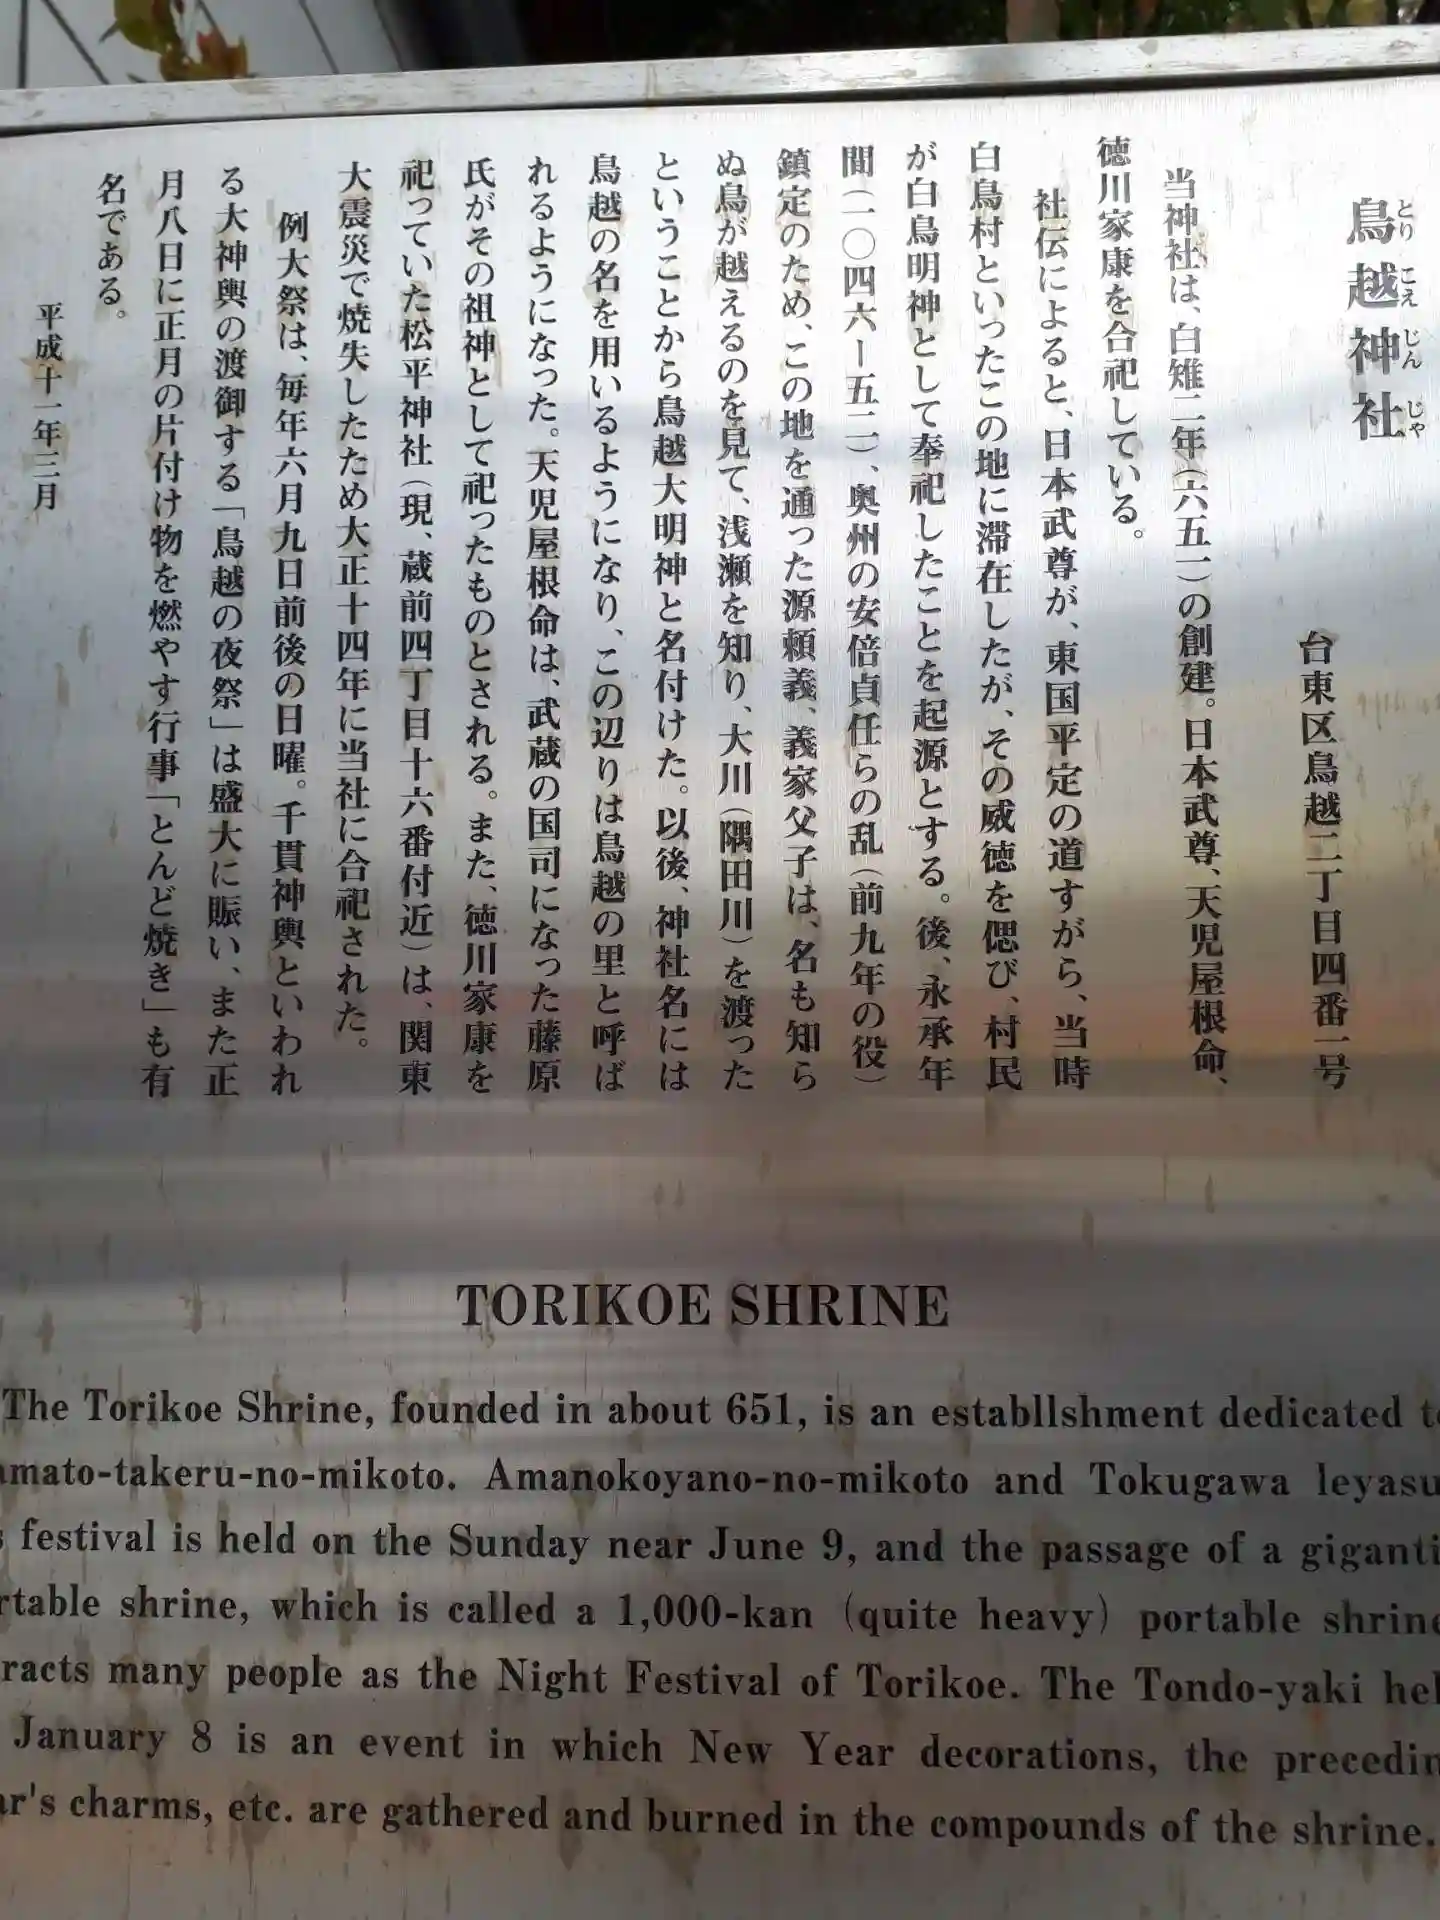 鳥越神社
とりこえじんじゃ
台東区鳥越二丁目四番一号
当神社は、白雉二年(六五一)の創建。日本武尊、天児屋根命、
徳川家康を合祀している。
社伝によると、日本武尊が、東国平定の道すがら、当時
白鳥村といったこの地に滞在したが、その威徳を偲び、村民
が白鳥明神として奉祀したことを起源とする。後、永承年
間(一〇四六ー五二)、奥州の安倍貞任らの乱(前九年の役)
鎮定のため、この地を通った源頼義、義家父子は、名も知ら
ぬ鳥が越えるのを見て、浅瀬を知り、大川(隅田川)を渡った
ということから鳥越大明神と名付けた。以後、神社名には
鳥越の名を用いるようになり、この辺りは鳥越の里と呼ば
れるようになった。天児屋根命は、武蔵の国司になった藤原
氏がその祖神として祀ったものとされる。また、徳川家康を
祀っていた松平神社(現、蔵前四丁目十六番付近)は、関東
大震災で焼失したため大正十四年に当社に合祀された。
例大祭は、毎年六月九日前後の日曜。千貫神輿といわれ
る大神輿の渡御する「鳥越の夜祭」は盛大に賑い、また正
月八日に正月の片付け物を燃やす行事「とんど焼き」も有
名である。
平成十一年三月
TORIKOE SHRINE
The Torikoe Shrine, founded in about 651, is an establlshment dedicated t
amato-takeru-no-mikoto. Amanokoyano-no-mikoto and Tokugawa leyasu
s festival is held on the Sunday near June 9, and the passage of a giganti
rtable shrine, which is called a 1,000-kan (quite heavy) portable shrine
racts many people as the Night Festival of Torikoe. The Tondo-yaki hel
January 8 is an event in which New Year decorations, the precedin
ar's charms, etc. are gathered and burned in the compounds of the shrine.